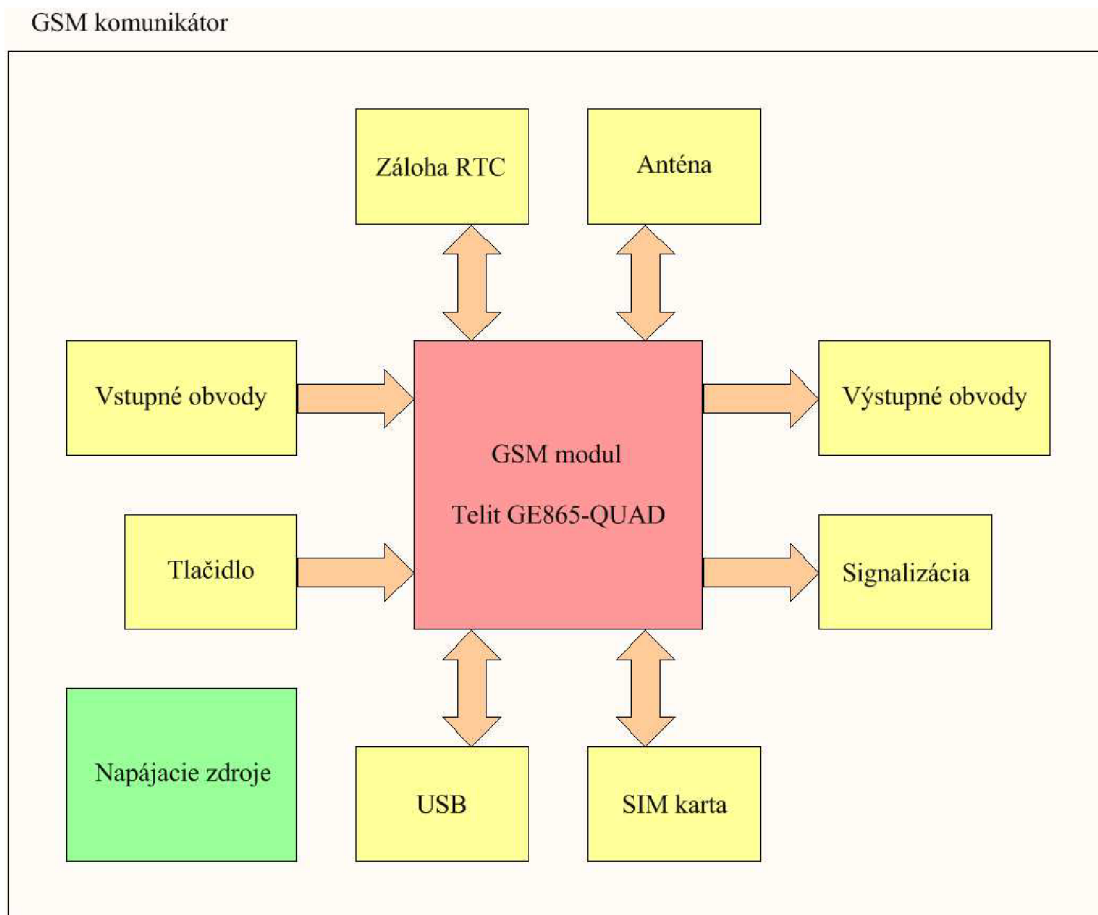 GSM komunikátor
Záloha RTC
Anténa
Vstupné obvody
Výstupné obvody
GSM modul
Telit GE865-QUAD
Tlačidlo
Signalizácia
Napájacie zdroje
USB
SIM karta